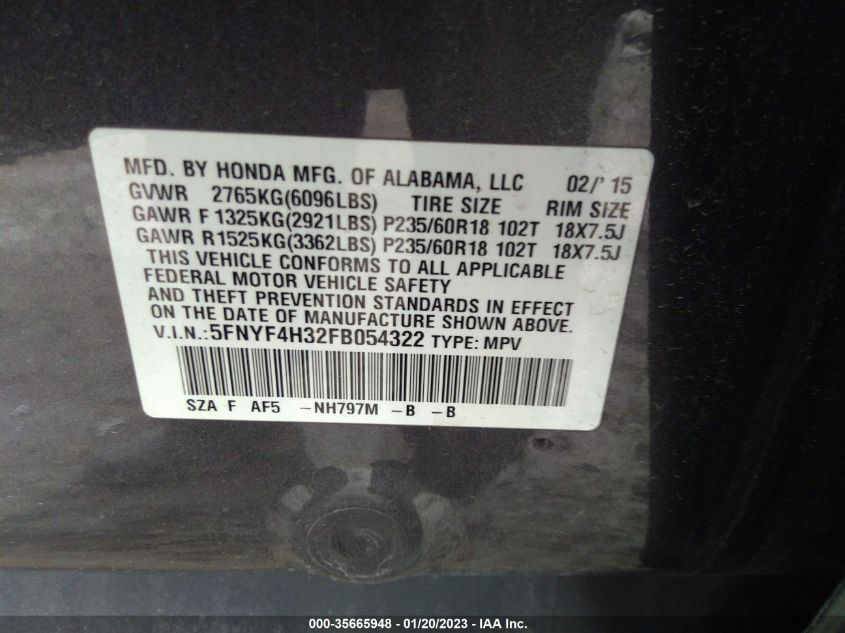 MFD. BY HONDA MFG. OF ALABAMA, LLC 02/' 15
GVWR 2765KG(6096LBS) TIRE SIZE RIM SIZE
GAWR F 1325KG(2921LBS) P235/60R18 102T 18X7.5J
GAWR R1525KG(3362LBS) P235/60R18 102T 18X7.5J
THIS VEHICLE CONFORMS TO ALL APPLICABLE
FEDERAL MOTOR VEHICLE SAFETY
AND THEFT PREVENTION STANDARDS IN EFFECT
ON THE DATE OF MANUFACTURE SHOWN ABOVE.
V.I.N.:5FNYF4H32FB054322 TYPE: MPV
SZA F AF5 -NH797M -B -B
000-35665948 - 01/20/2023 - IAA Inc.